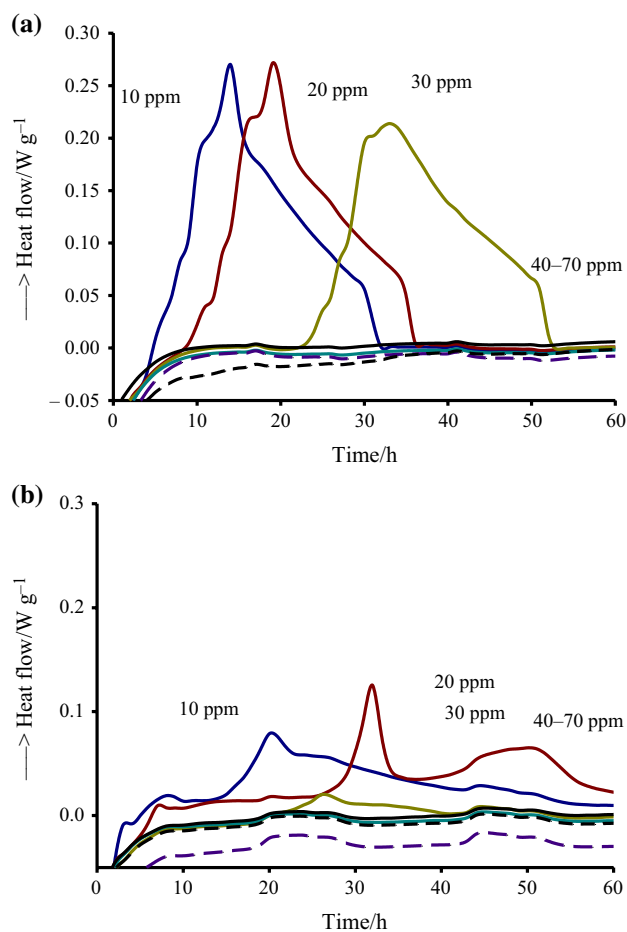 (a)
0.30
0.25
0.20
0.15
0.10
0.05
0.00
– 0.05
——> Heat flow/W g⁻¹
10 ppm
20 ppm
30 ppm
40–70 ppm
0 10 20 30 40 50 60
Time/h
(b)
0.3
0.2
0.1
0.0
——> Heat flow/W g⁻¹
10 ppm
20 ppm
30 ppm
40–70 ppm
0 10 20 30 40 50 60
Time/h